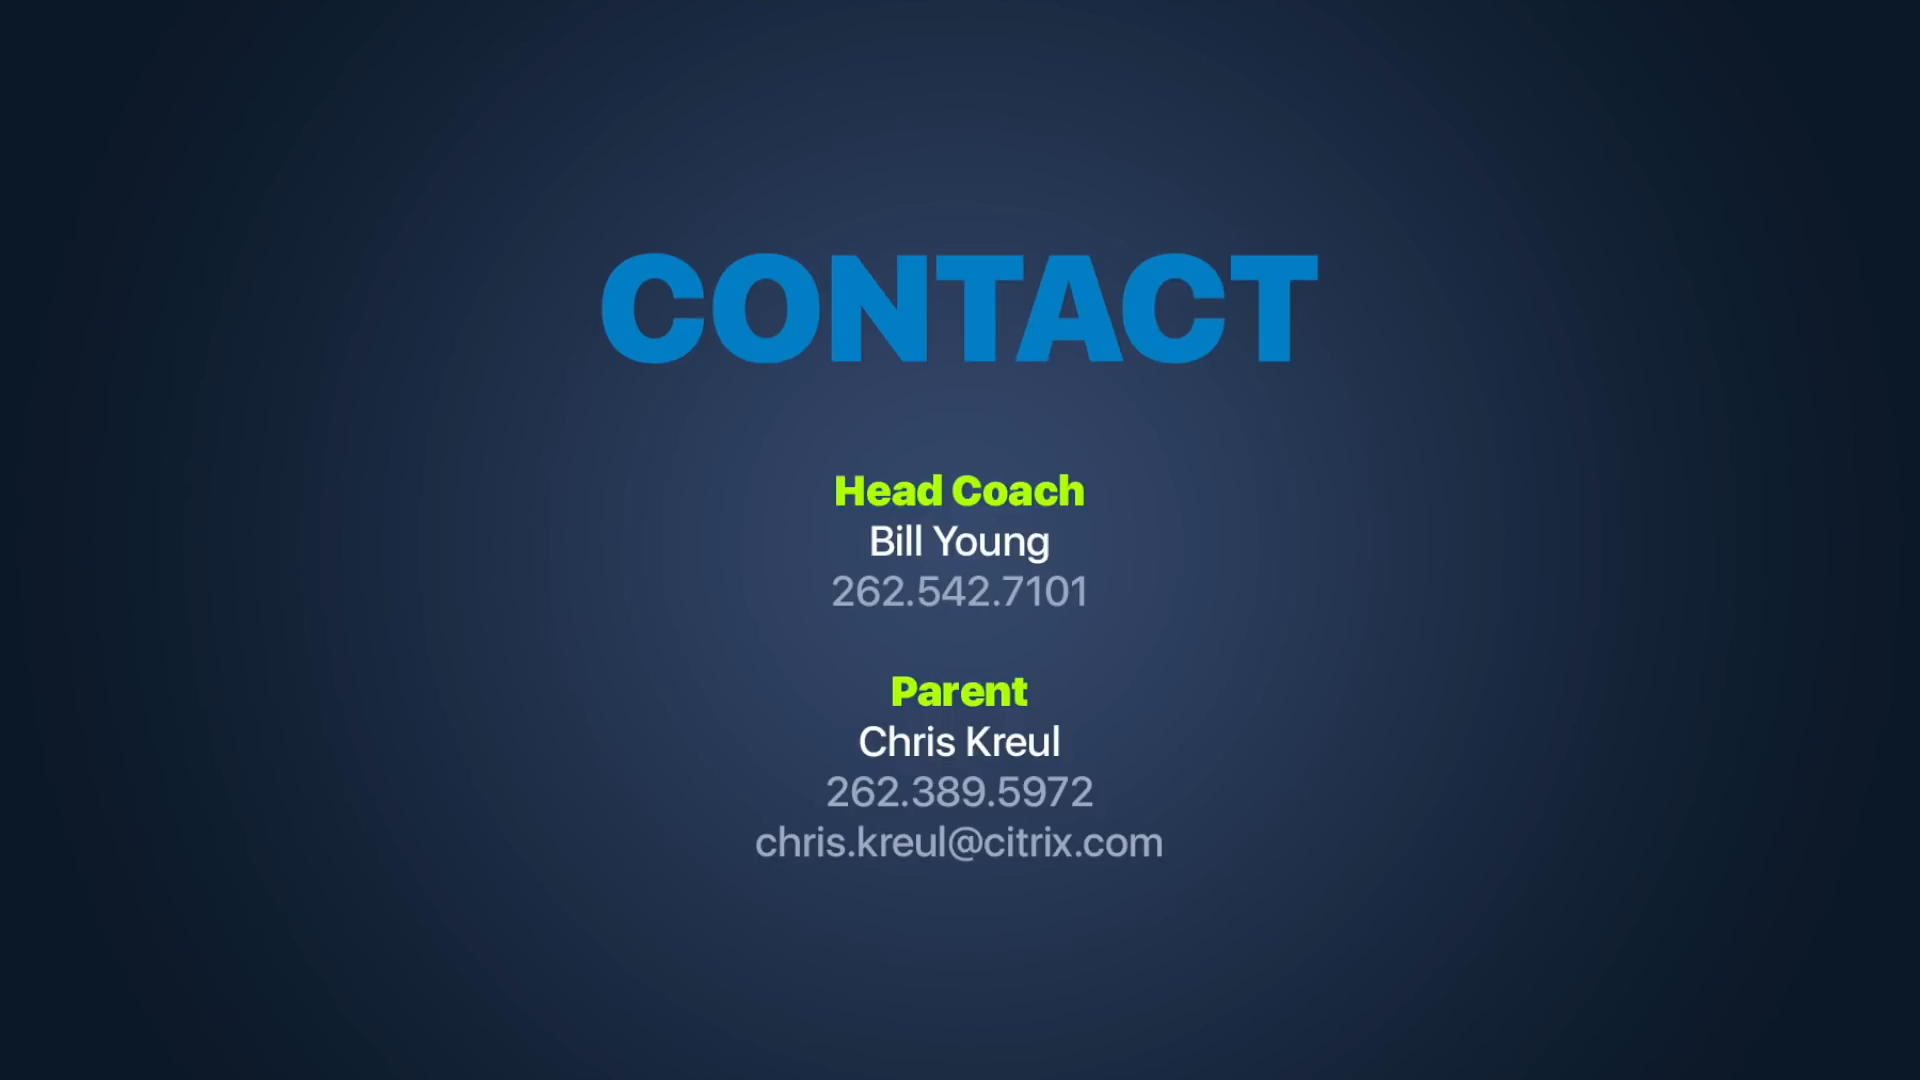 CONTACT
Head Coach
Bill Young
262.542.7101
Parent
Chris Kreul
262.389.5972
chris.kreul@citrix.com